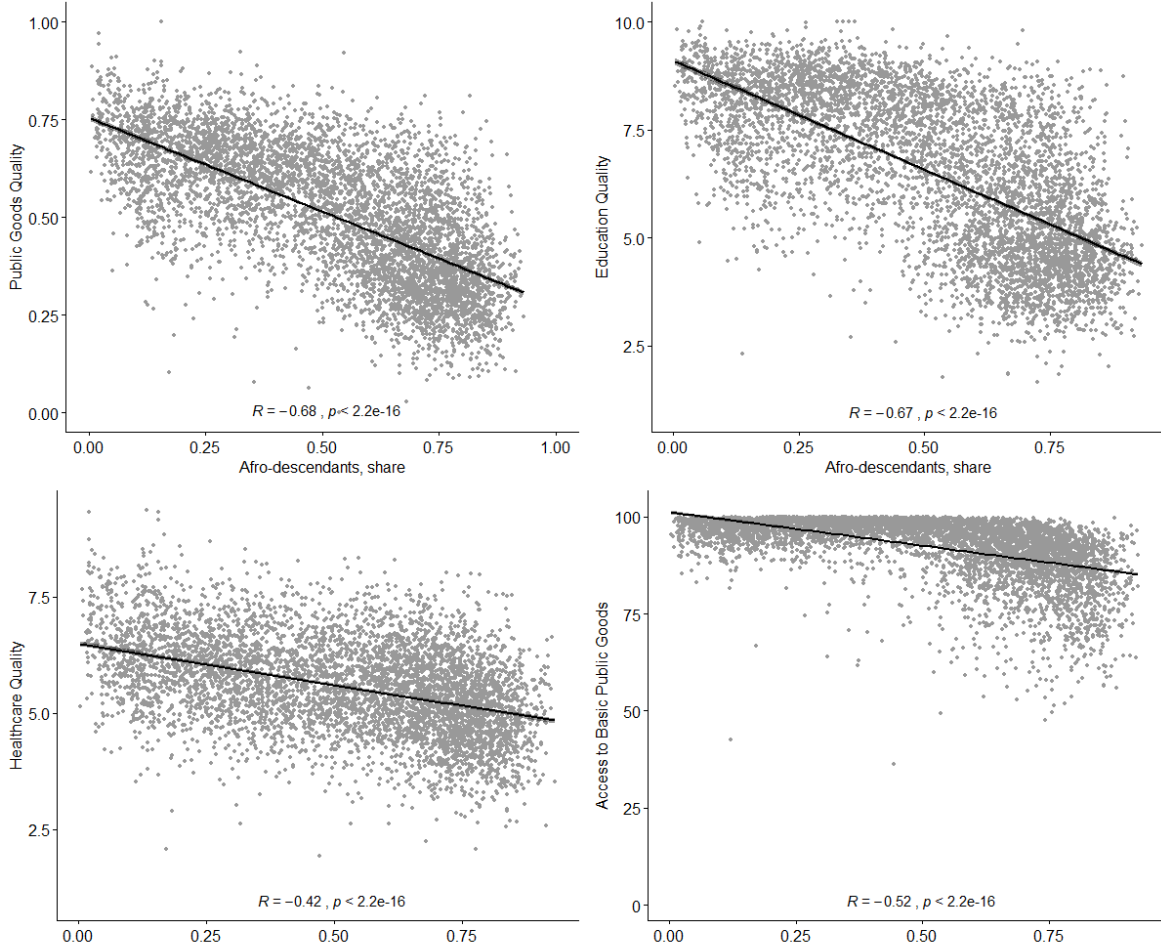 1.00
0.75
0.50
0.25
0.00
Public Goods Quality
R = −0.68 , p < 2.2e-16
0.00 0.25 0.50 0.75 1.00
Afro-descendants, share
10.0
7.5
5.0
2.5
Education Quality
R = −0.67 , p < 2.2e-16
0.00 0.25 0.50 0.75
Afro-descendants, share
7.5
5.0
2.5
Healthcare Quality
R = −0.42 , p < 2.2e-16
0.00 0.25 0.50 0.75
100
75
50
25
0
Access to Basic Public Goods
R = −0.52 , p < 2.2e-16
0.00 0.25 0.50 0.75